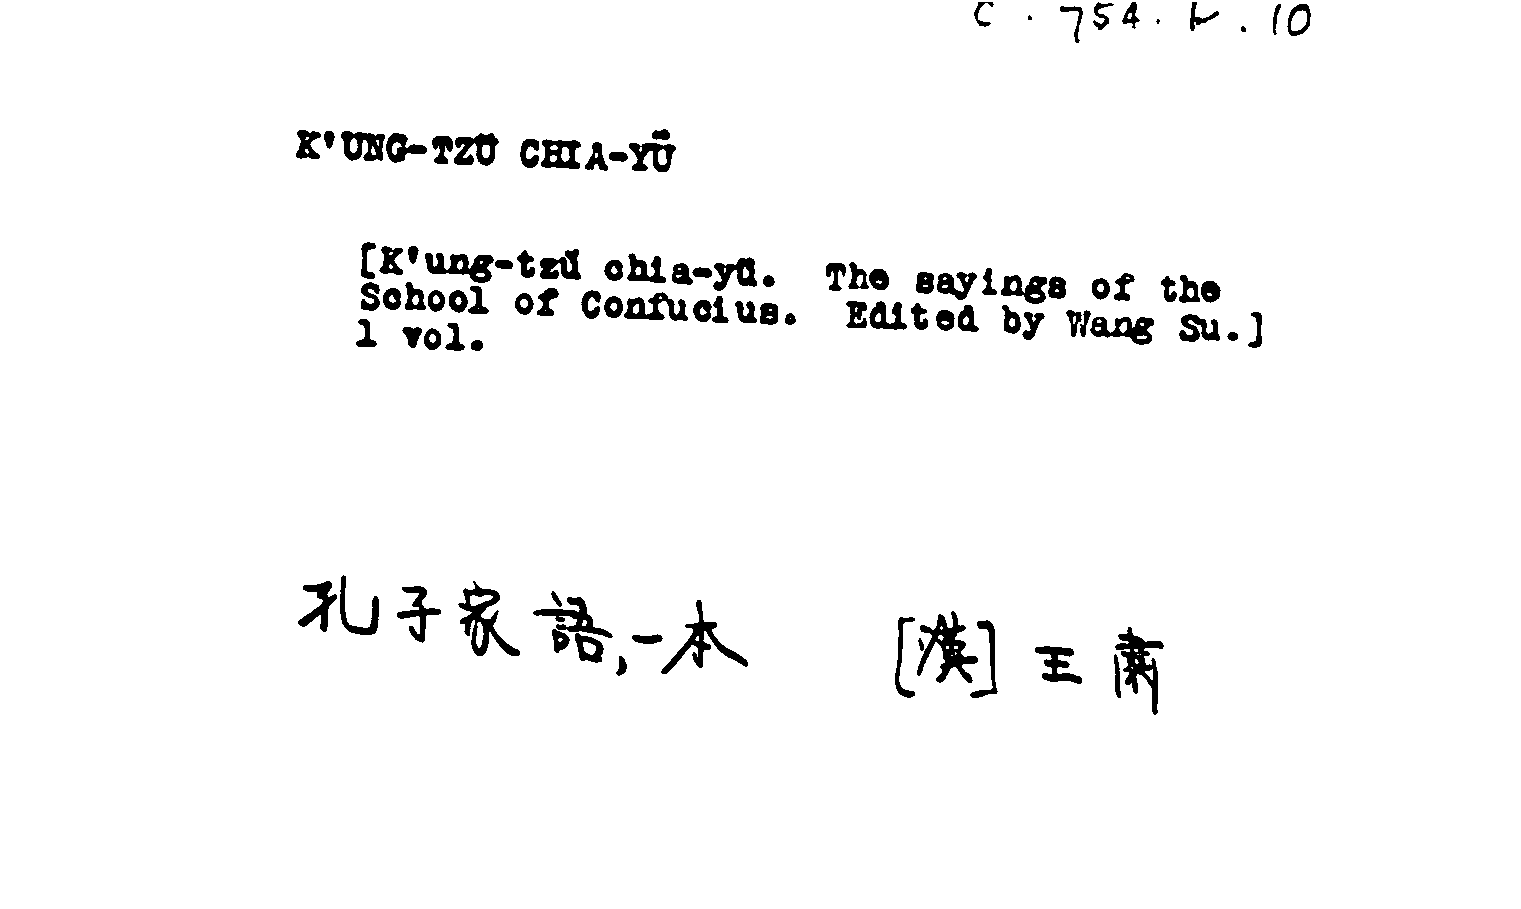 C. 754. k. 10
K'UNG-TZŬ CHIA-YÜ
[K'ung-tzŭ chia-yü. The sayings of the
School of Confucius. Edited by Wang Su.]
1 vol.
孔子家語,一本 [漢] 王肅